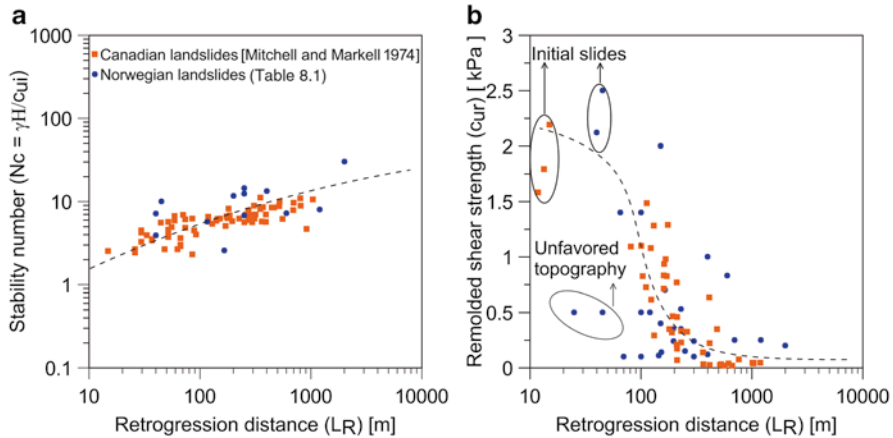 a
1000
100
10
1
0.1
Stability number (Nc = γH/cui)
Canadian landslides [Mitchell and Markell 1974]
Norwegian landslides (Table 8.1)
10 100 1000 10000
Retrogression distance (LR) [m]
b
3
2.5
2
1.5
1
0.5
0
Remolded shear strength (cur) [ kPa]
Initial slides
Unfavored
topography
10 100 1000 10000
Retrogression distance (LR) [m]